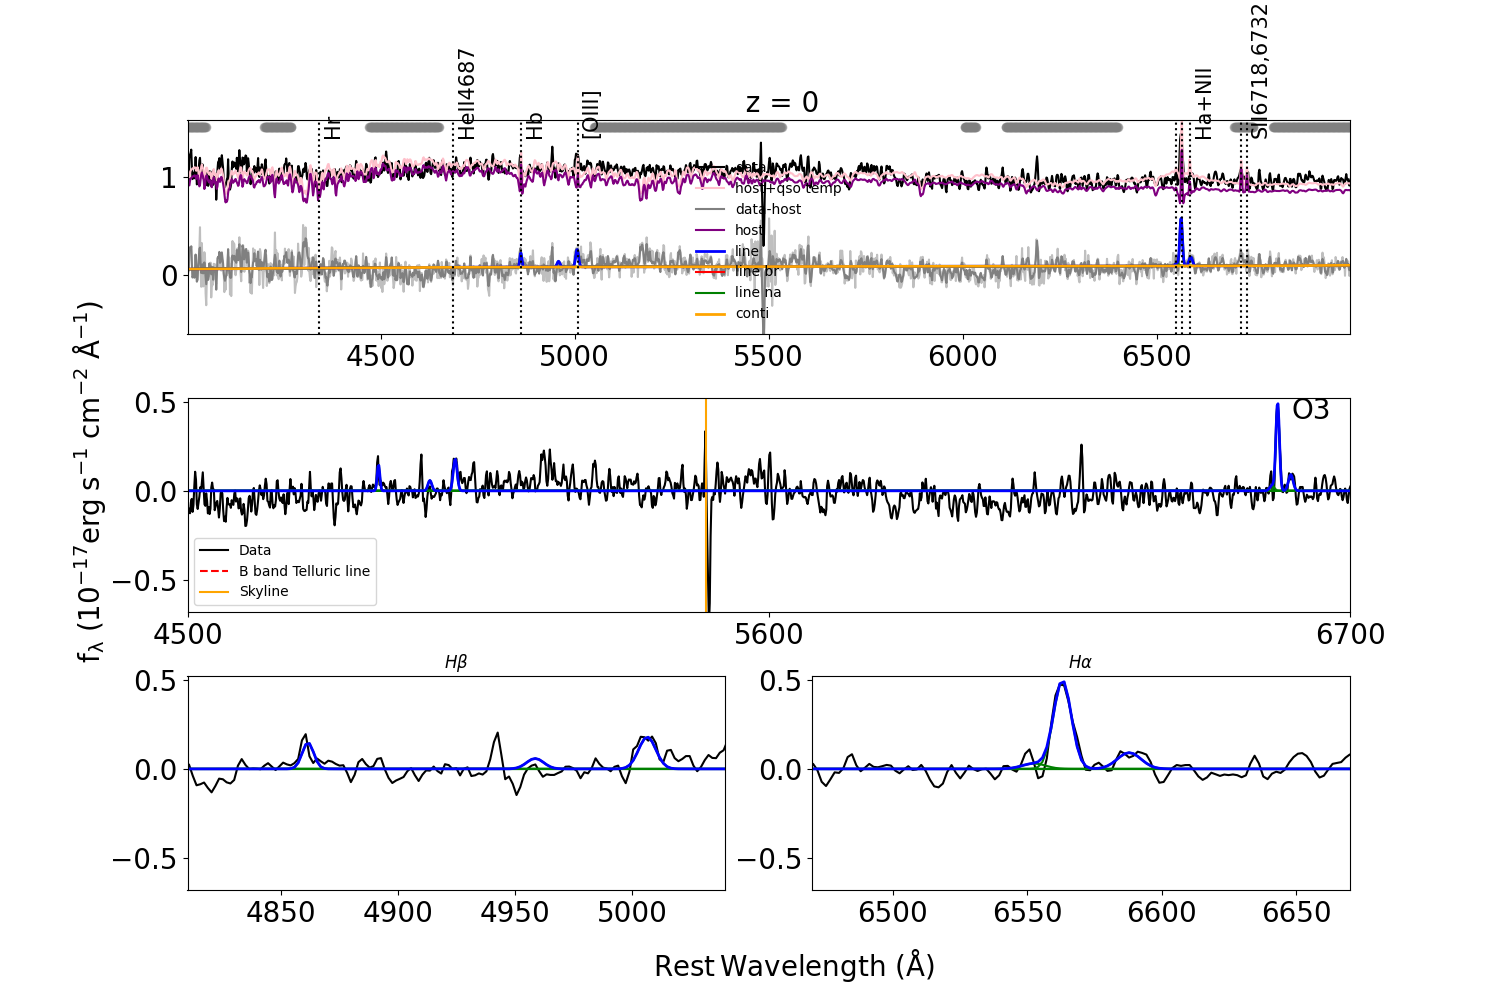 z = 0
Hr
HeII4687
Hb
[OIII]
Ha+NII
SII6718,6732
1
0
data
host+qso temp
data-host
host
line
line br
line na
conti
4500 5000 5500 6000 6500
f_λ (10^−17 erg s^−1 cm^−2 Å^−1)
0.5
0.0
−0.5
O3
Data
B band Telluric line
Skyline
4500 5600 6700
Hβ
0.5
0.0
−0.5
4850 4900 4950 5000
Hα
0.5
0.0
−0.5
6500 6550 6600 6650
Rest Wavelength (Å)